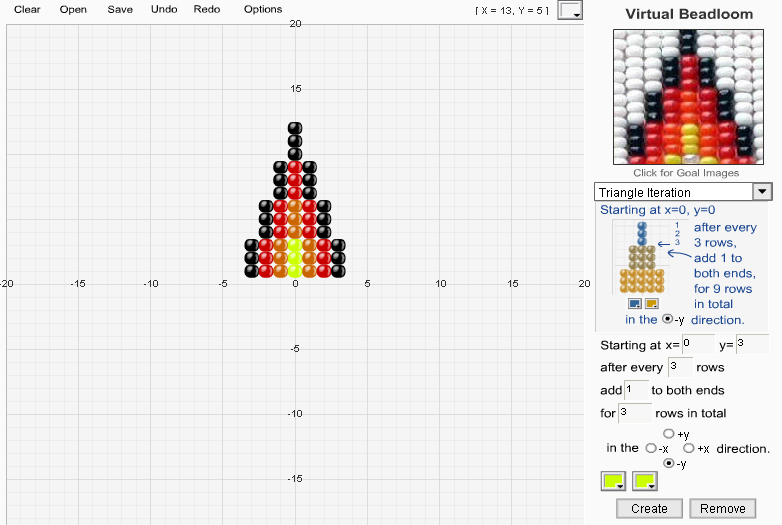 Clear Open Save Undo Redo Options [ X = 13, Y = 5 ]
Virtual Beadloom
20
15
-20 -15 -10 -5 0 5 10 15 20
-5
-10
-15
Click for Goal Images
Triangle Iteration
Starting at x=0, y=0
1
2
3
after every
3 rows,
add 1 to
both ends,
for 9 rows
in total
in the -y direction.
Starting at x= 0 y= 3
after every 3 rows
add 1 to both ends
for 3 rows in total
+y
in the -x +x direction.
-y
Create Remove